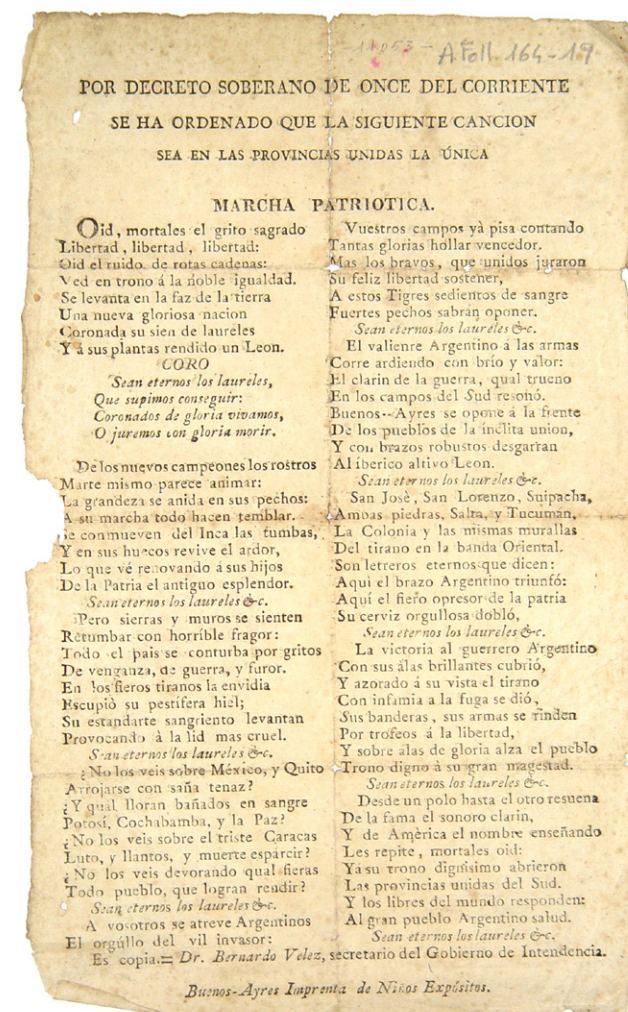 11053 -
A.Foll. 164-19
POR DECRETO SOBERANO DE ONCE DEL CORRIENTE
SE HA ORDENADO QUE LA SIGUIENTE CANCION
SEA EN LAS PROVINCIAS UNIDAS LA ÚNICA
MARCHA PATRIOTICA.
Oid, mortales el grito sagrado
Libertad, libertad, libertad:
Oid el ruido de rotas cadenas:
Ved en trono á la noble igualdad.
Se levanta en la faz de la tierra
Una nueva gloriosa nacion
Coronada su sien de laureles
Y á sus plantas rendido un Leon.
CORO
Sean eternos los laureles,
Que supimos conseguir:
Coronados de gloria vivamos,
O juremos con gloria morir.
De los nuevos campeones los rostros
Marte mismo parece animar:
La grandeza se anida en sus pechos:
A su marcha todo hacen temblar.
Se conmueven del Inca las tumbas,
Y en sus huecos revive el ardor,
Lo que vé renovando á sus hijos
De la Patria el antiguo esplendor.
Sean eternos los laureles &c.
Pero sierras y muros se sienten
Retumbar con horríble fragor:
Todo el país se conturba por gritos
De venganza, de guerra, y furor.
En los fieros tiranos la envidia
Escupió su pestífera hiel;
Su estandarte sangriento levantan
Provocando à la lid mas cruel.
Sean eternos los laureles &c.
¿No los veis sobre México, y Quito
Arrojarse con saña tenaz?
¿Y qual lloran bañados en sangre
Potosí, Cochabamba, y la Paz?
¿No los veis sobre el triste Caracas
Luto, y llantos, y muerte esparcir?
¿No los veis devorando qual fieras
Todo pueblo, que logran rendir?
Sean eternos los laureles &c.
A vosotros se atreve Argentinos
El orgúllo del vil invasor:
Vuestros campos yà pisa contando
Tantas glorias hollar vencedor.
Mas los bravos, que unidos juraron
Su feliz libertad sostener,
A estos Tigres sedientos de sangre
Fuertes pechos sabrán oponer.
Sean eternos los laureles &c.
El valienre Argentino á las armas
Corre ardiendo con brío y valor:
El clarin de la guerra, qual trueno
En los campos del Sud resonó.
Buenos--Ayres se opone á la frente
De los pueblos de la ínclita union,
Y con brazos robustos desgarran
Al íberico altivo Leon.
Sean eternos los laureles &c.
San Josè, San Lorenzo, Suipacha,
Ambas piedras, Salta, y Tucumán,
La Colonia y las mismas murallas
Del tirano en la banda Oriental.
Son letreros eternos que dicen:
Aqui el brazo Argentino triunfó:
Aquí el fiero opresor de la patria
Su cerviz orgullosa dobló,
Sean eternos los laureles &c.
La victoria al guerrero Argentino
Con sus álas brillantes cubrió,
Y azorado á su vista el tirano
Con infamia a la fuga se dió,
Sus banderas, sus armas se rinden
Por trofeos á la libertad,
Y sobre alas de gloria alza el pueblo
Trono digno à su gran magestad.
Sean eternos los laureles &c.
Desde un polo hasta el otro resuena
De la fama el sonoro clarin,
Y de Amèrica el nombre enseñando
Les repite, mortales oid:
Yá su trono dignísimo abrieron
Las provincias unidas del Sud.
Y los libres del mundo responden:
Al gran pueblo Argentino salud.
Sean eternos los laureles &c.
Es copia.= Dr. Bernardo Velez, secretario del Gobierno de Intendencia.
Buenos-Ayres Imprenta de Niños Expósitos.